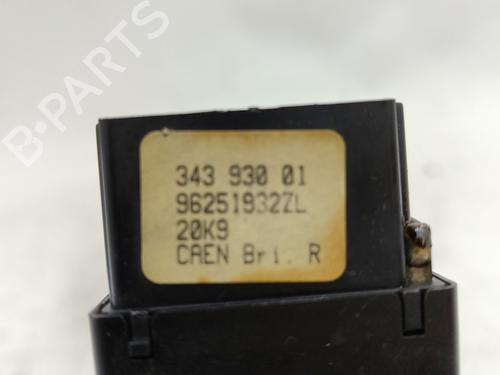 B-PARTS
343 930 01
96251932ZL
20K9
CAEN Bri. R